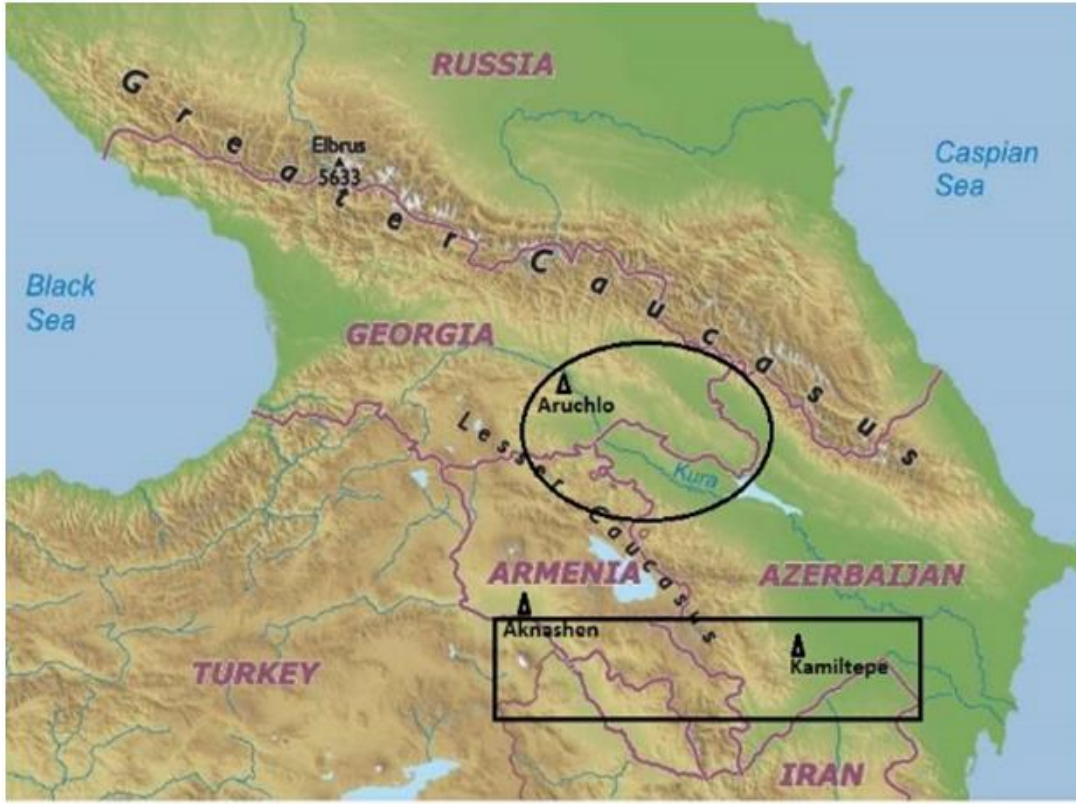 RUSSIA
Greater Caucasus
Elbrus
5633
Caspian
Sea
Black
Sea
GEORGIA
Aruchlo
Lesser Caucasus
Kura
ARMENIA
AZERBAIJAN
Aknashen
Kamiltepe
TURKEY
IRAN